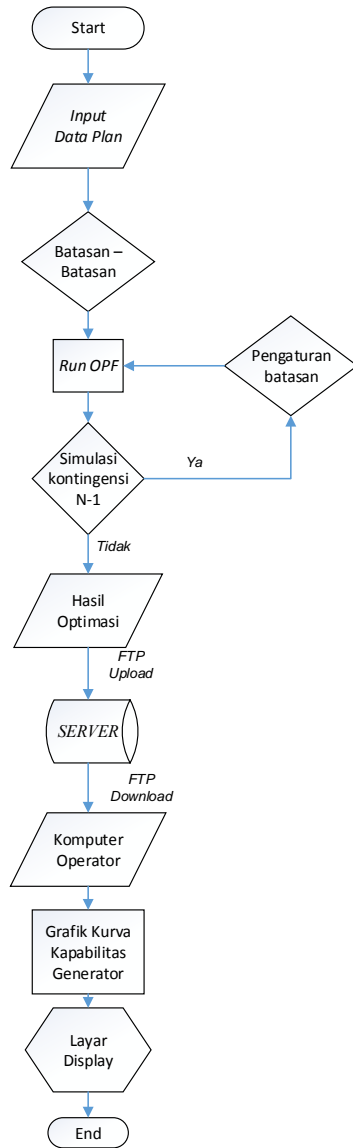 Start
Input
Data Plan
Batasan –
Batasan
Run OPF
Pengaturan
batasan
Simulasi
kontingensi
N-1
Ya
Tidak
Hasil
Optimasi
FTP
Upload
SERVER
FTP
Download
Komputer
Operator
Grafik Kurva
Kapabilitas
Generator
Layar
Display
End